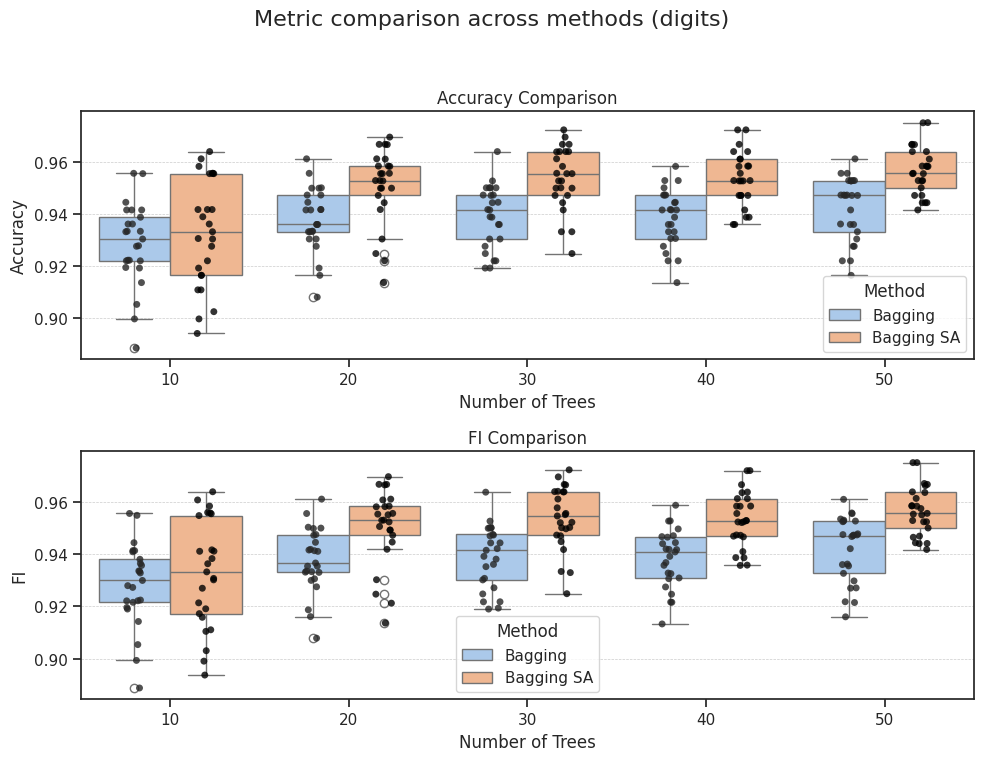 Metric comparison across methods (digits)
Accuracy Comparison
Accuracy
0.96
0.94
0.92
0.90
Method
Bagging
Bagging SA
10 20 30 40 50
Number of Trees
FI Comparison
FI
0.96
0.94
0.92
0.90
Method
Bagging
Bagging SA
10 20 30 40 50
Number of Trees